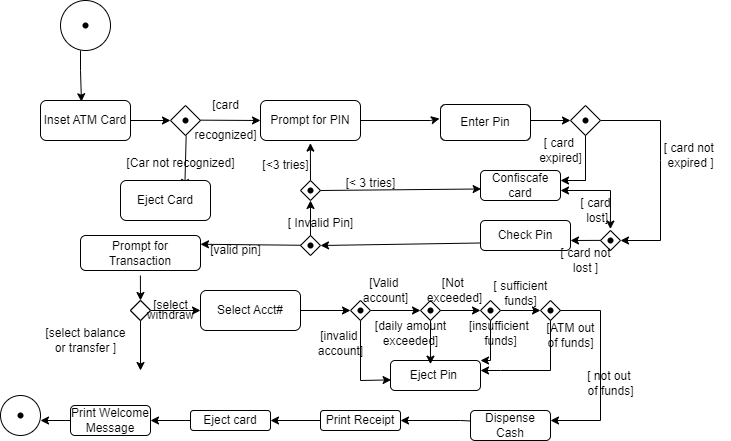 Inset ATM Card
[card
recognized]
Prompt for PIN
Enter Pin
[ card
expired]
[ card not
expired ]
[Car not recognized]
[<3 tries]
[< 3 tries]
Confiscafe
card
Eject Card
[ card
lost]
[ Invalid Pin]
Check Pin
Prompt for
Transaction
[valid pin]
[ card not
lost ]
[select
withdraw
Select Acct#
[Valid
account]
[Not
exceeded]
[ sufficient
funds]
[select balance
or transfer ]
[invalid
account]
[daily amount
exceeded]
[insufficient
funds]
[ATM out
of funds]
Eject Pin
[ not out
of funds]
Print Welcome
Message
Eject card
Print Receipt
Dispense
Cash